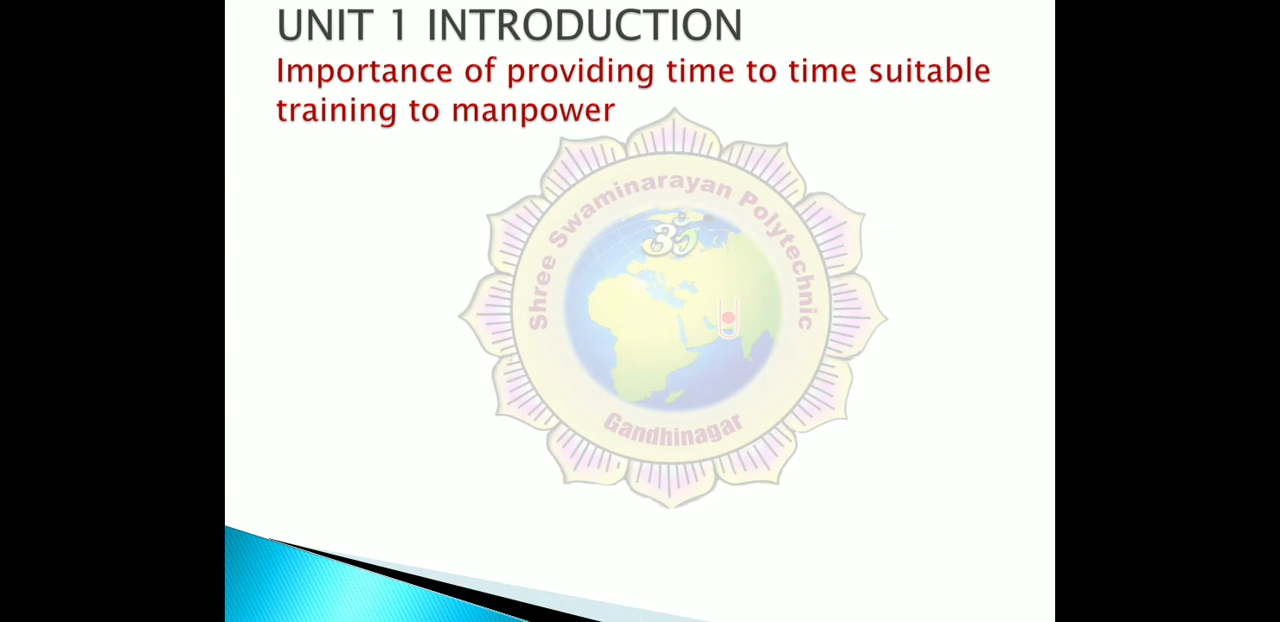 UNIT 1 INTRODUCTION
Importance of providing time to time suitable
training to manpower
Shree Swaminarayan Polytechnic
Gandhinagar